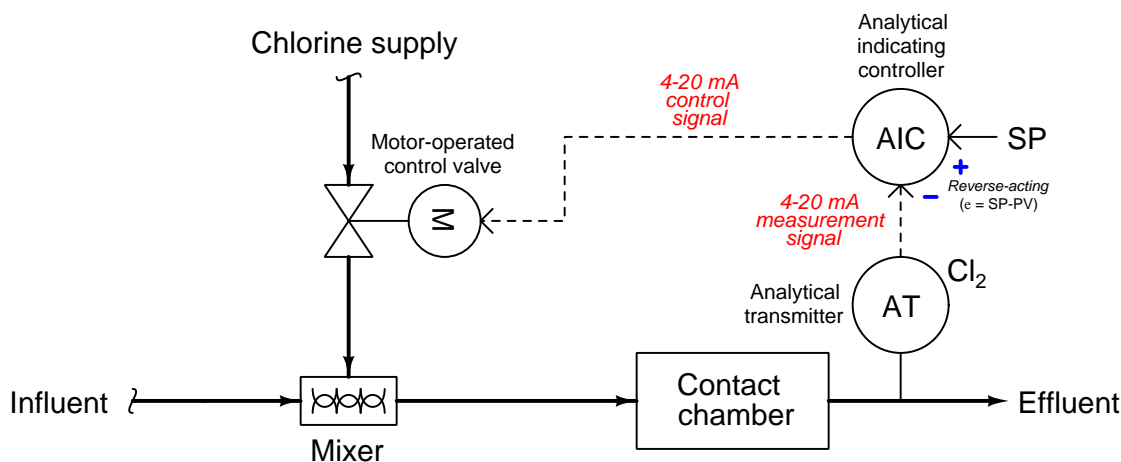 Chlorine supply
Analytical
indicating
controller
4-20 mA
control
signal
Motor-operated
control valve
M
AIC
SP
+
Reverse-acting
(e = SP-PV)
−
4-20 mA
measurement
signal
Cl2
Analytical
transmitter
AT
Influent
Mixer
Contact
chamber
Effluent